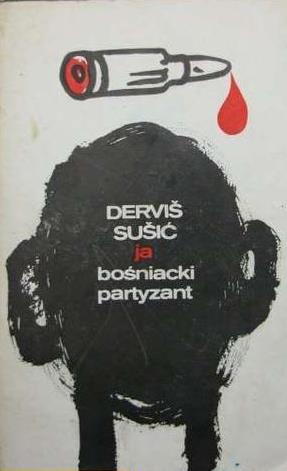 DERVIŠ
SUŠIĆ
ja
bośniacki
partyzant